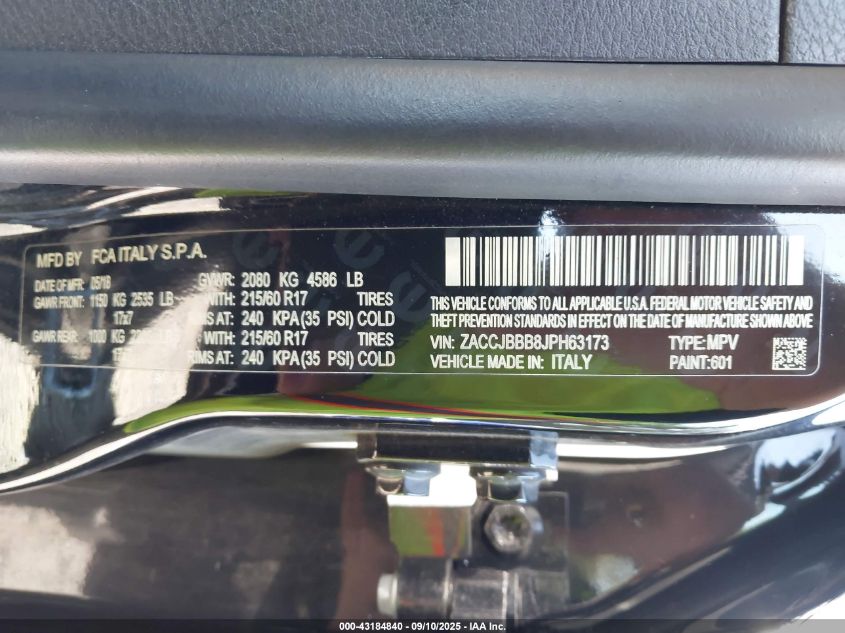 MFD BY FCA ITALY S.P.A.
DATE OF MFR: 05/18 GVWR: 2080 KG 4586 LB
GAWR FRONT: 1150 KG 2535 LB WITH: 215/60 R17 TIRES
17x7 AT: 240 KPA(35 PSI) COLD
GAWR REAR: 1000 KG WITH: 215/60 R17 TIRES
RIMS AT: 240 KPA(35 PSI) COLD
THIS VEHICLE CONFORMS TO ALL APPLICABLE U.S.A. FEDERAL MOTOR VEHICLE SAFETY AND
THEFT PREVENTION STANDARDS IN EFFECT ON THE DATE OF MANUFACTURE SHOWN ABOVE
VIN: ZACCJBBB8JPH63173 TYPE: MPV
VEHICLE MADE IN: ITALY PAINT: 601
000-43184840 - 09/10/2025 - IAA Inc.